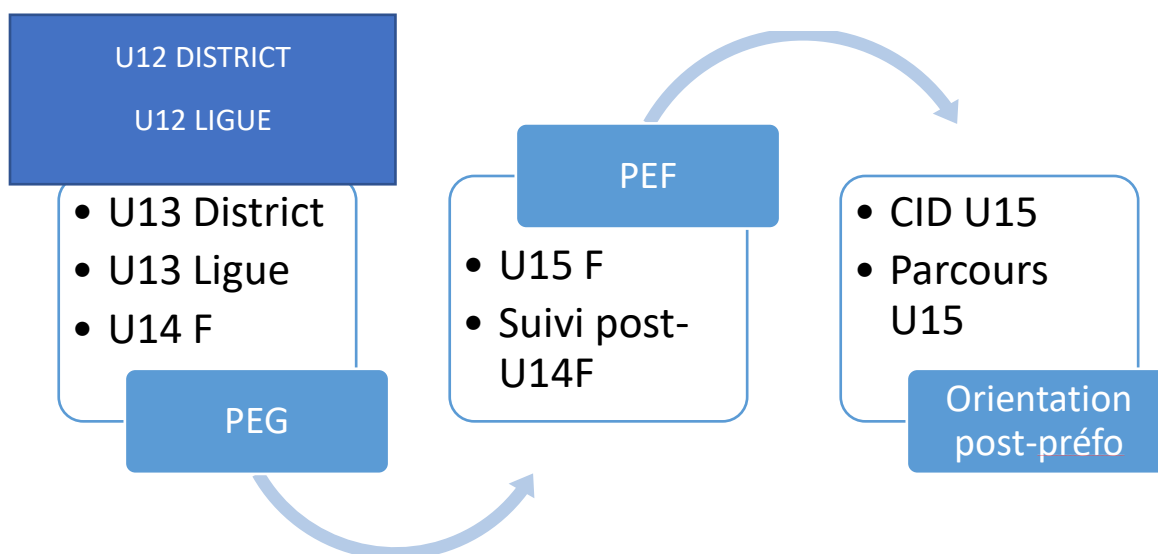 U12 DISTRICT
U12 LIGUE
• U13 District
• U13 Ligue
• U14 F
PEG
PEF
• U15 F
• Suivi post-
U14F
• CID U15
• Parcours
U15
Orientation
post-préfo